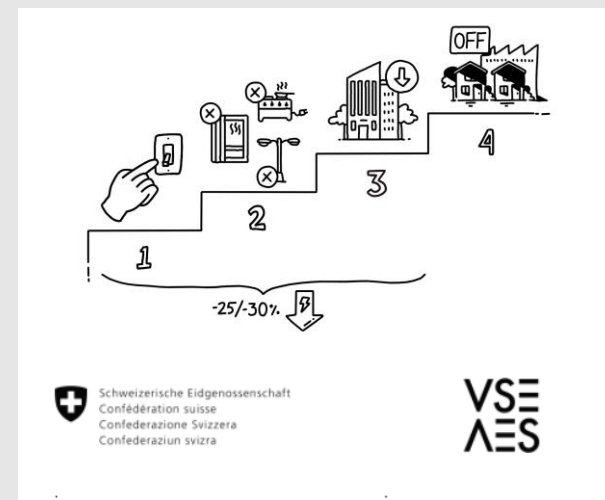 OFF
4
3
2
1
-25/-30%
Schweizerische Eidgenossenschaft
Confédération suisse
Confederazione Svizzera
Confederaziun svizra
VSE
AES